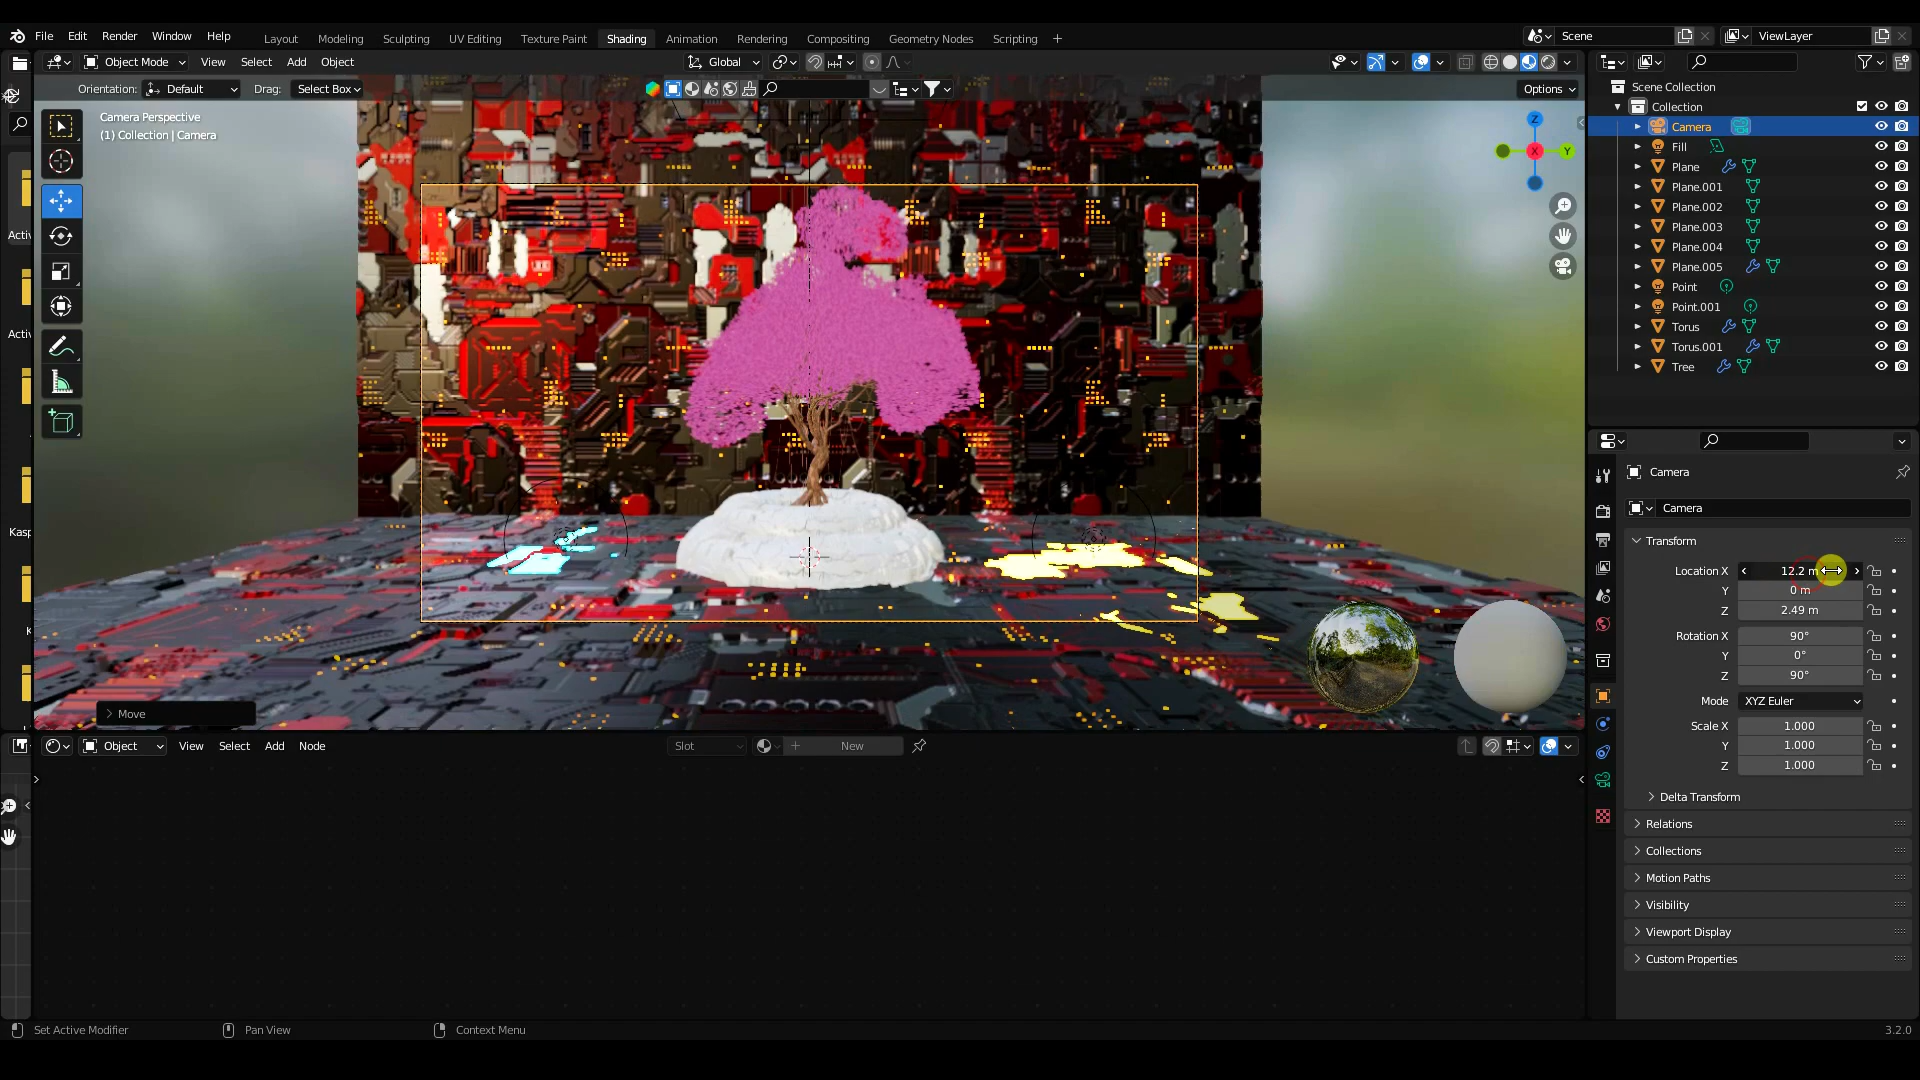 File Edit Render Window Help Layout Modeling Sculpting UV Editing Texture Paint Shading Animation Rendering Compositing Geometry Nodes Scripting + Scene ViewLayer
Object Mode View Select Add Object Global
Orientation: Default Drag: Select Box Options
Camera Perspective
(1) Collection | Camera
Z
X
Y
Activ
Activ
Kasp
Move
Scene Collection
Collection
Camera
Fill
Plane
Plane.001
Plane.002
Plane.003
Plane.004
Plane.005
Point
Point.001
Torus
Torus.001
Tree
Camera
Camera
Transform
Location X 12.2 m
Y 0 m
Z 2.49 m
Rotation X 90°
Y 0°
Z 90°
Mode XYZ Euler
Scale X 1.000
Y 1.000
Z 1.000
Delta Transform
Relations
Collections
Motion Paths
Visibility
Viewport Display
Custom Properties
Object View Select Add Node Slot New
Set Active Modifier Pan View Context Menu 3.2.0